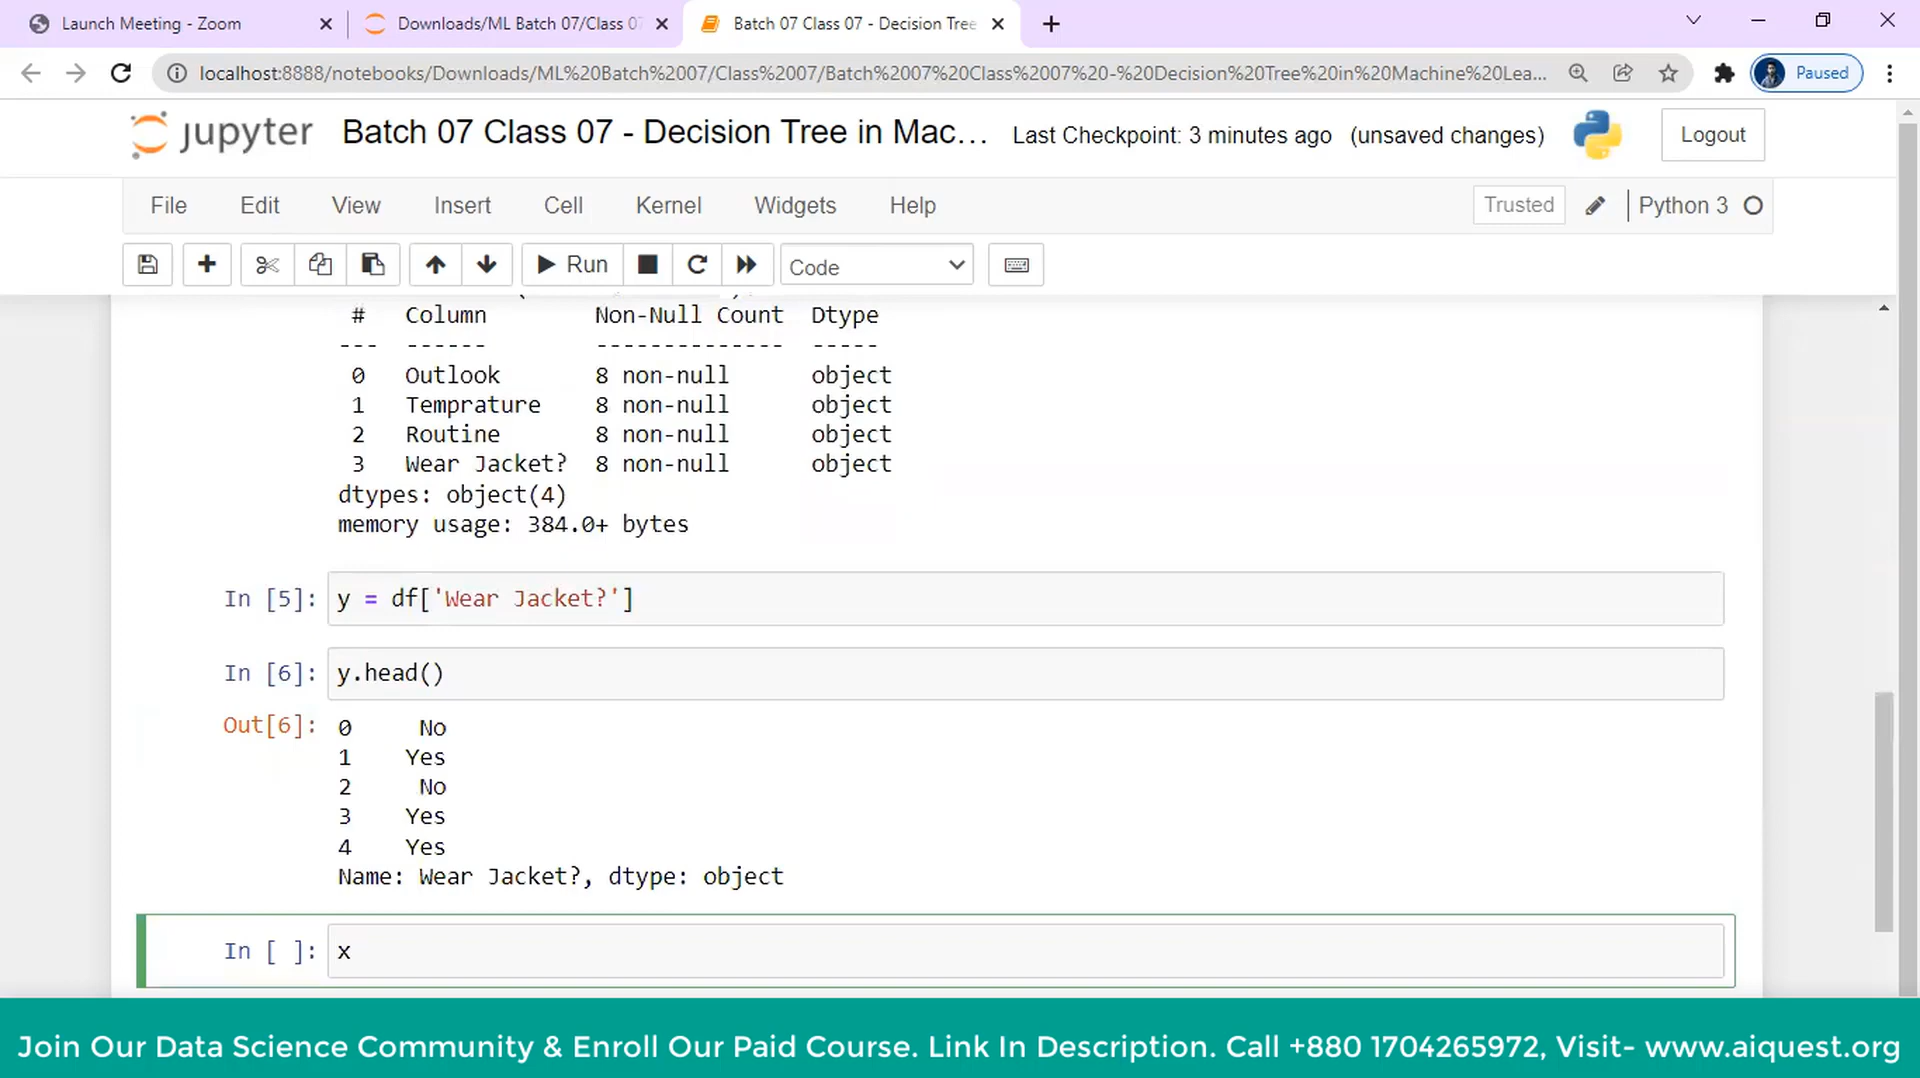 Launch Meeting - Zoom
Downloads/ML Batch 07/Class 07
Batch 07 Class 07 - Decision Tree
localhost:8888/notebooks/Downloads/ML%20Batch%2007/Class%2007/Batch%2007%20Class%2007%20-%20Decision%20Tree%20in%20Machine%20Lea...
Paused
jupyter
Batch 07 Class 07 - Decision Tree in Mac...
Last Checkpoint: 3 minutes ago (unsaved changes)
Logout
File Edit View Insert Cell Kernel Widgets Help
Trusted
Python 3
Run
Code
# Column Non-Null Count Dtype
--- ------ -------------- -----
0 Outlook 8 non-null object
1 Temprature 8 non-null object
2 Routine 8 non-null object
3 Wear Jacket? 8 non-null object
dtypes: object(4)
memory usage: 384.0+ bytes
In [5]: y = df['Wear Jacket?']
In [6]: y.head()
Out[6]: 0 No
1 Yes
2 No
3 Yes
4 Yes
Name: Wear Jacket?, dtype: object
In [ ]: x
Join Our Data Science Community & Enroll Our Paid Course. Link In Description. Call +880 1704265972, Visit- www.aiquest.org